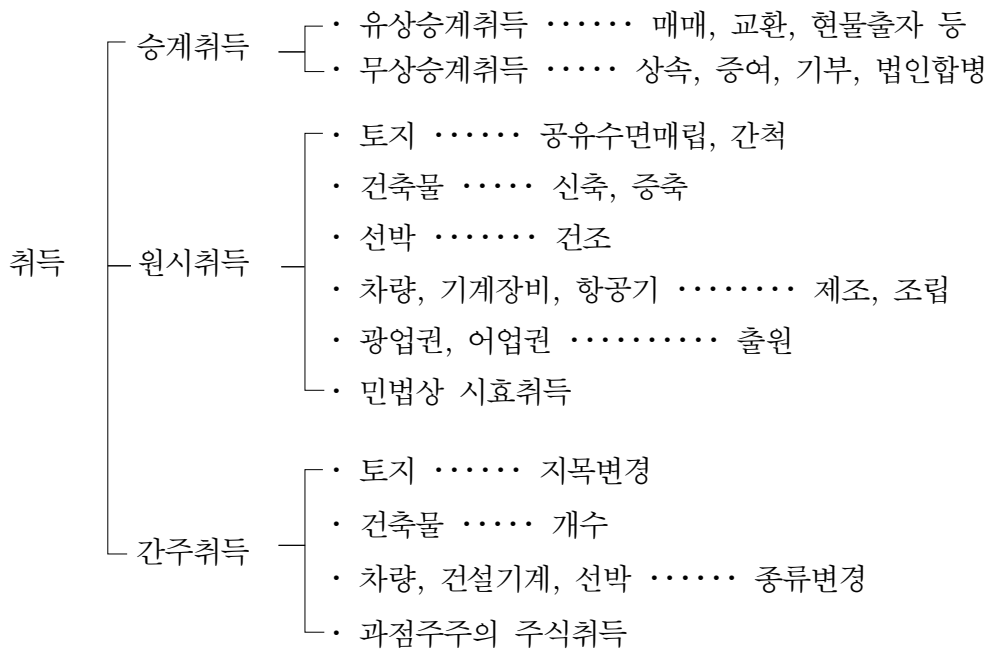 승계취득
· 유상승계취득 ······ 매매, 교환, 현물출자 등
· 무상승계취득 ····· 상속, 증여, 기부, 법인합병
취득
원시취득
· 토지 ······ 공유수면매립, 간척
· 건축물 ····· 신축, 증축
· 선박 ······· 건조
· 차량, 기계장비, 항공기 ········ 제조, 조립
· 광업권, 어업권 ·········· 출원
· 민법상 시효취득
간주취득
· 토지 ······ 지목변경
· 건축물 ····· 개수
· 차량, 건설기계, 선박 ······ 종류변경
· 과점주주의 주식취득